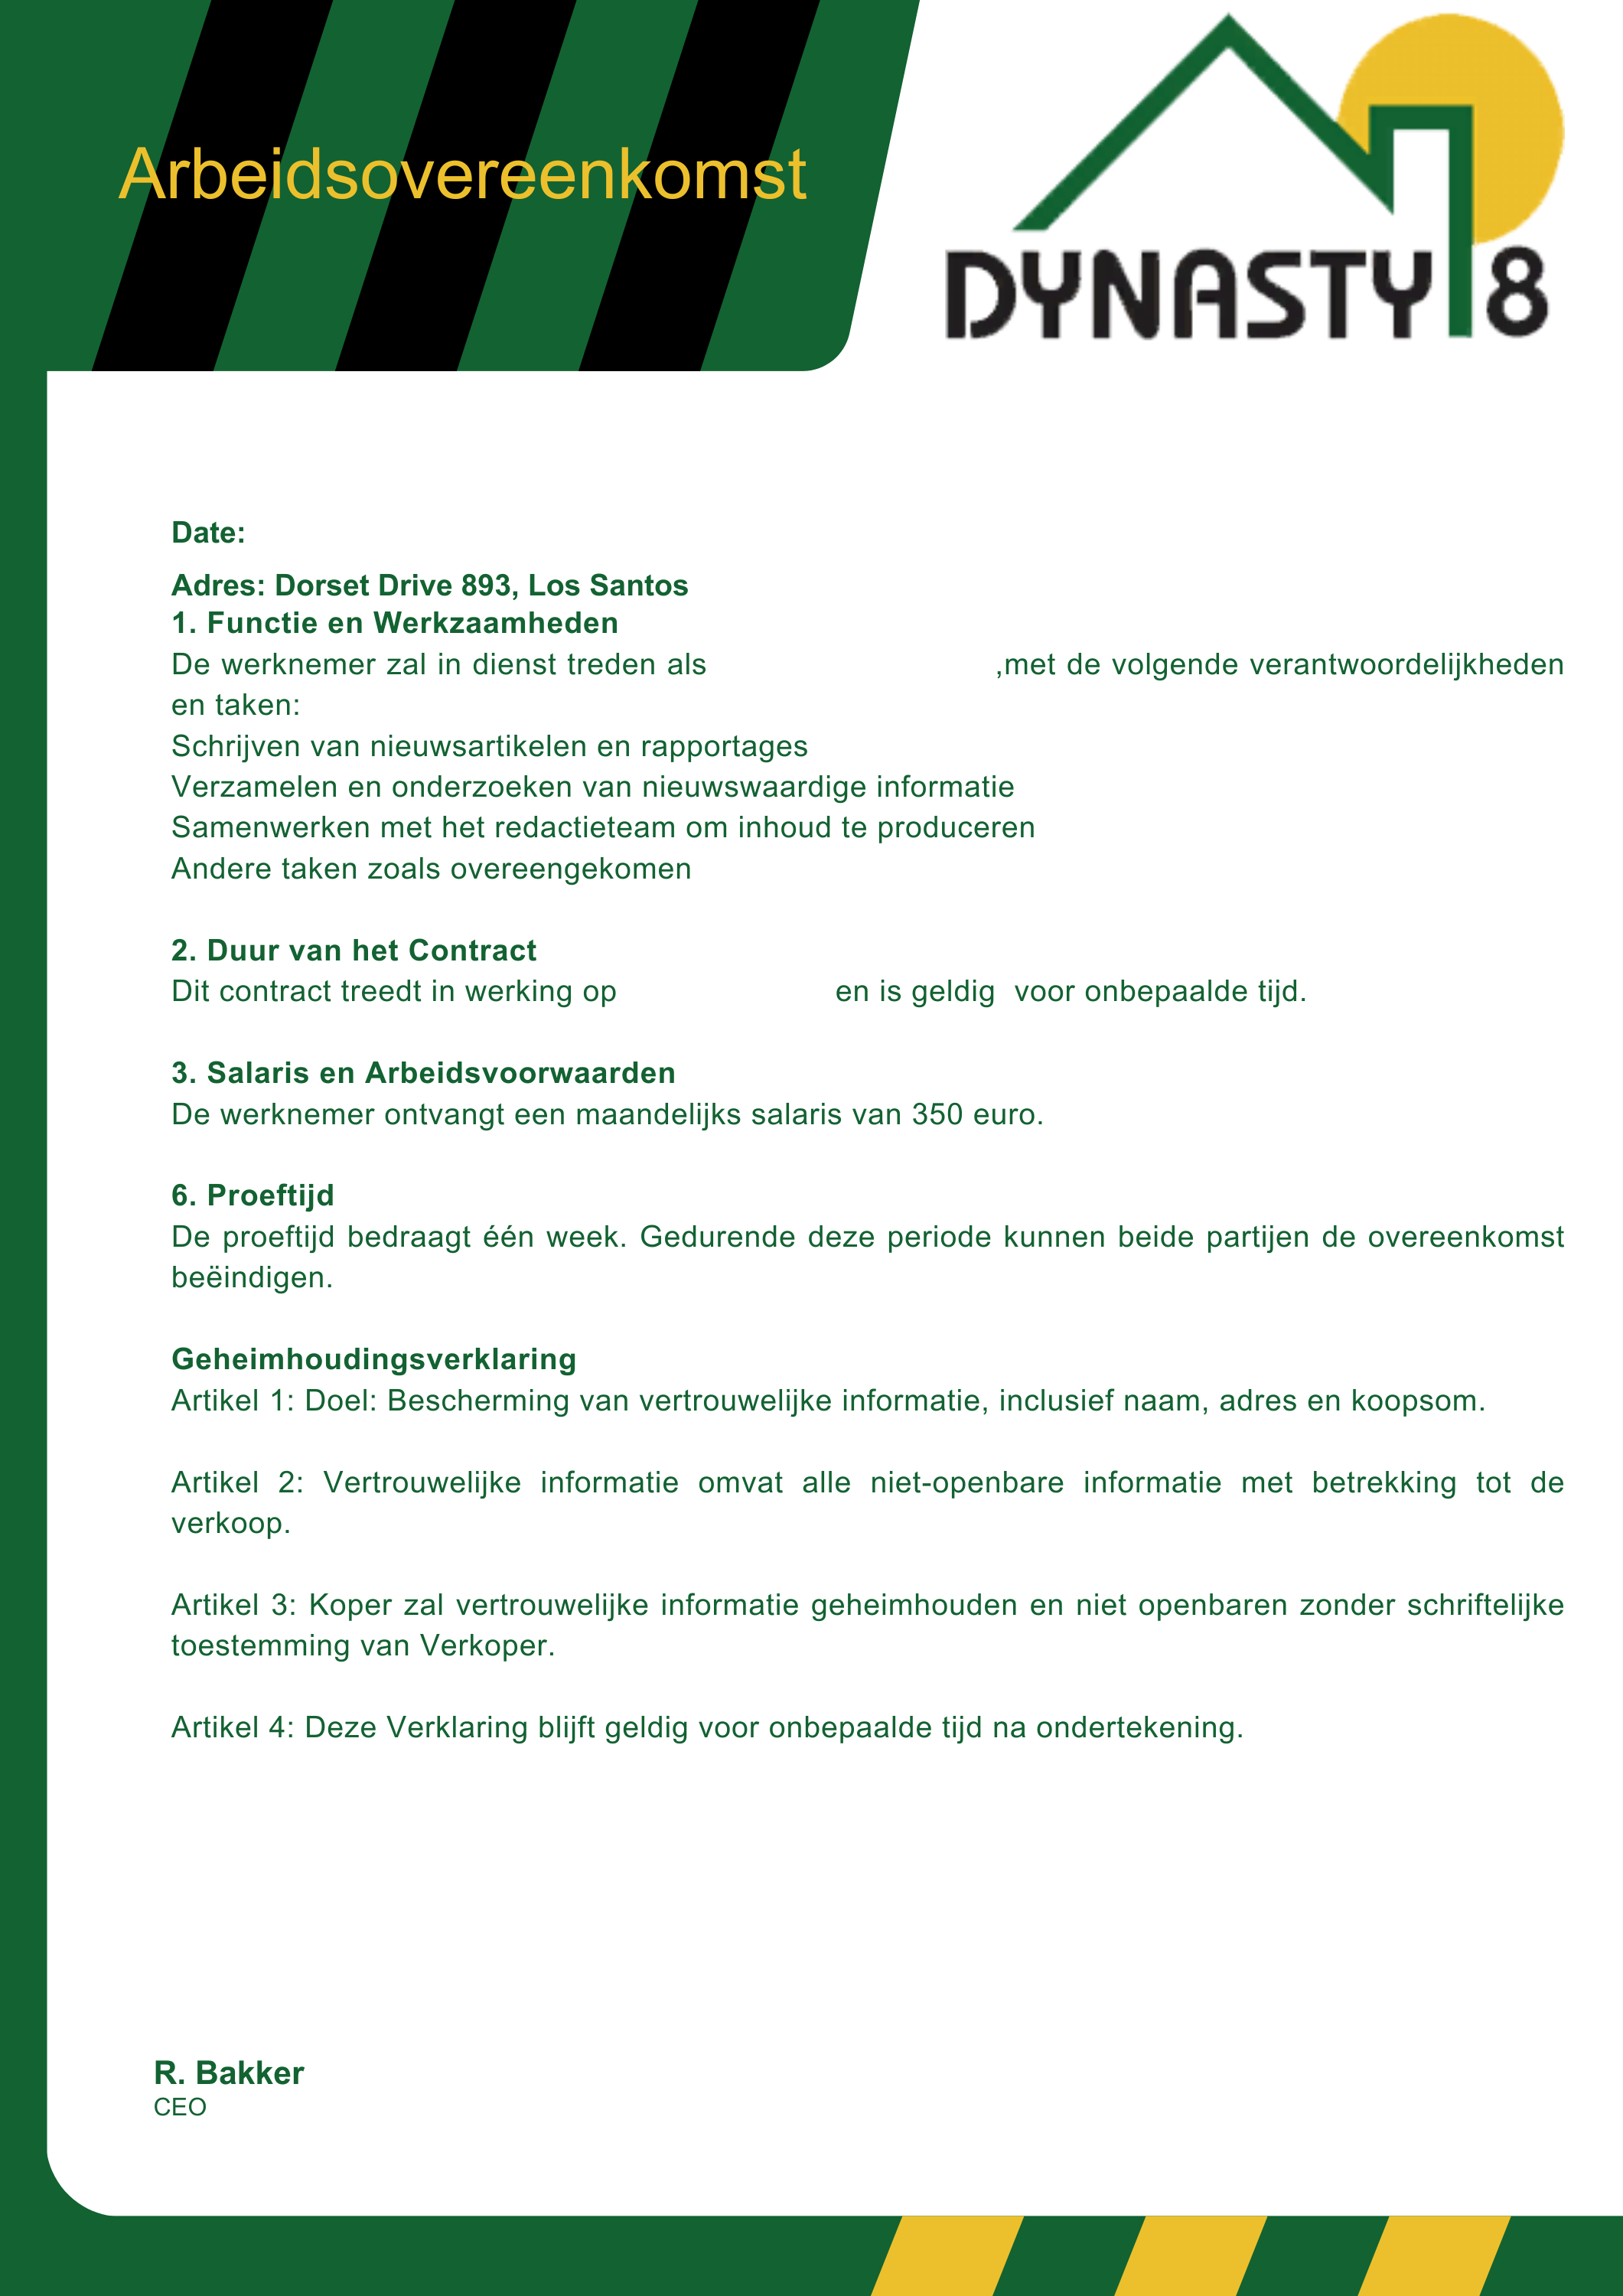 Arbeidsovereenkomst
DYNASTY 8
Date:
Adres: Dorset Drive 893, Los Santos
1. Functie en Werkzaamheden
De werknemer zal in dienst treden als ,met de volgende verantwoordelijkheden
en taken:
Schrijven van nieuwsartikelen en rapportages
Verzamelen en onderzoeken van nieuwswaardige informatie
Samenwerken met het redactieteam om inhoud te produceren
Andere taken zoals overeengekomen
2. Duur van het Contract
Dit contract treedt in werking op en is geldig voor onbepaalde tijd.
3. Salaris en Arbeidsvoorwaarden
De werknemer ontvangt een maandelijks salaris van 350 euro.
6. Proeftijd
De proeftijd bedraagt één week. Gedurende deze periode kunnen beide partijen de overeenkomst
beëindigen.
Geheimhoudingsverklaring
Artikel 1: Doel: Bescherming van vertrouwelijke informatie, inclusief naam, adres en koopsom.
Artikel 2: Vertrouwelijke informatie omvat alle niet-openbare informatie met betrekking tot de
verkoop.
Artikel 3: Koper zal vertrouwelijke informatie geheimhouden en niet openbaren zonder schriftelijke
toestemming van Verkoper.
Artikel 4: Deze Verklaring blijft geldig voor onbepaalde tijd na ondertekening.
R. Bakker
CEO